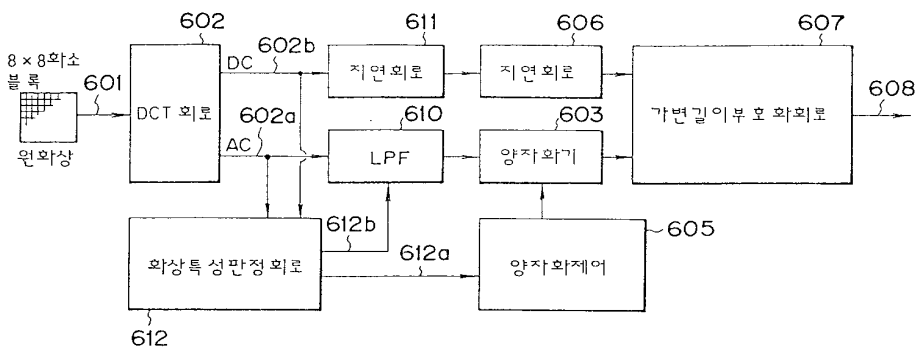 8×8화소
블록
601
원화상
602
DCT 회로
DC
602b
AC
602a
611
지연회로
606
지연회로
607
가변길이부호화회로
608
610
LPF
603
양자화기
612b
612a
화상특성판정회로
612
605
양자화제어